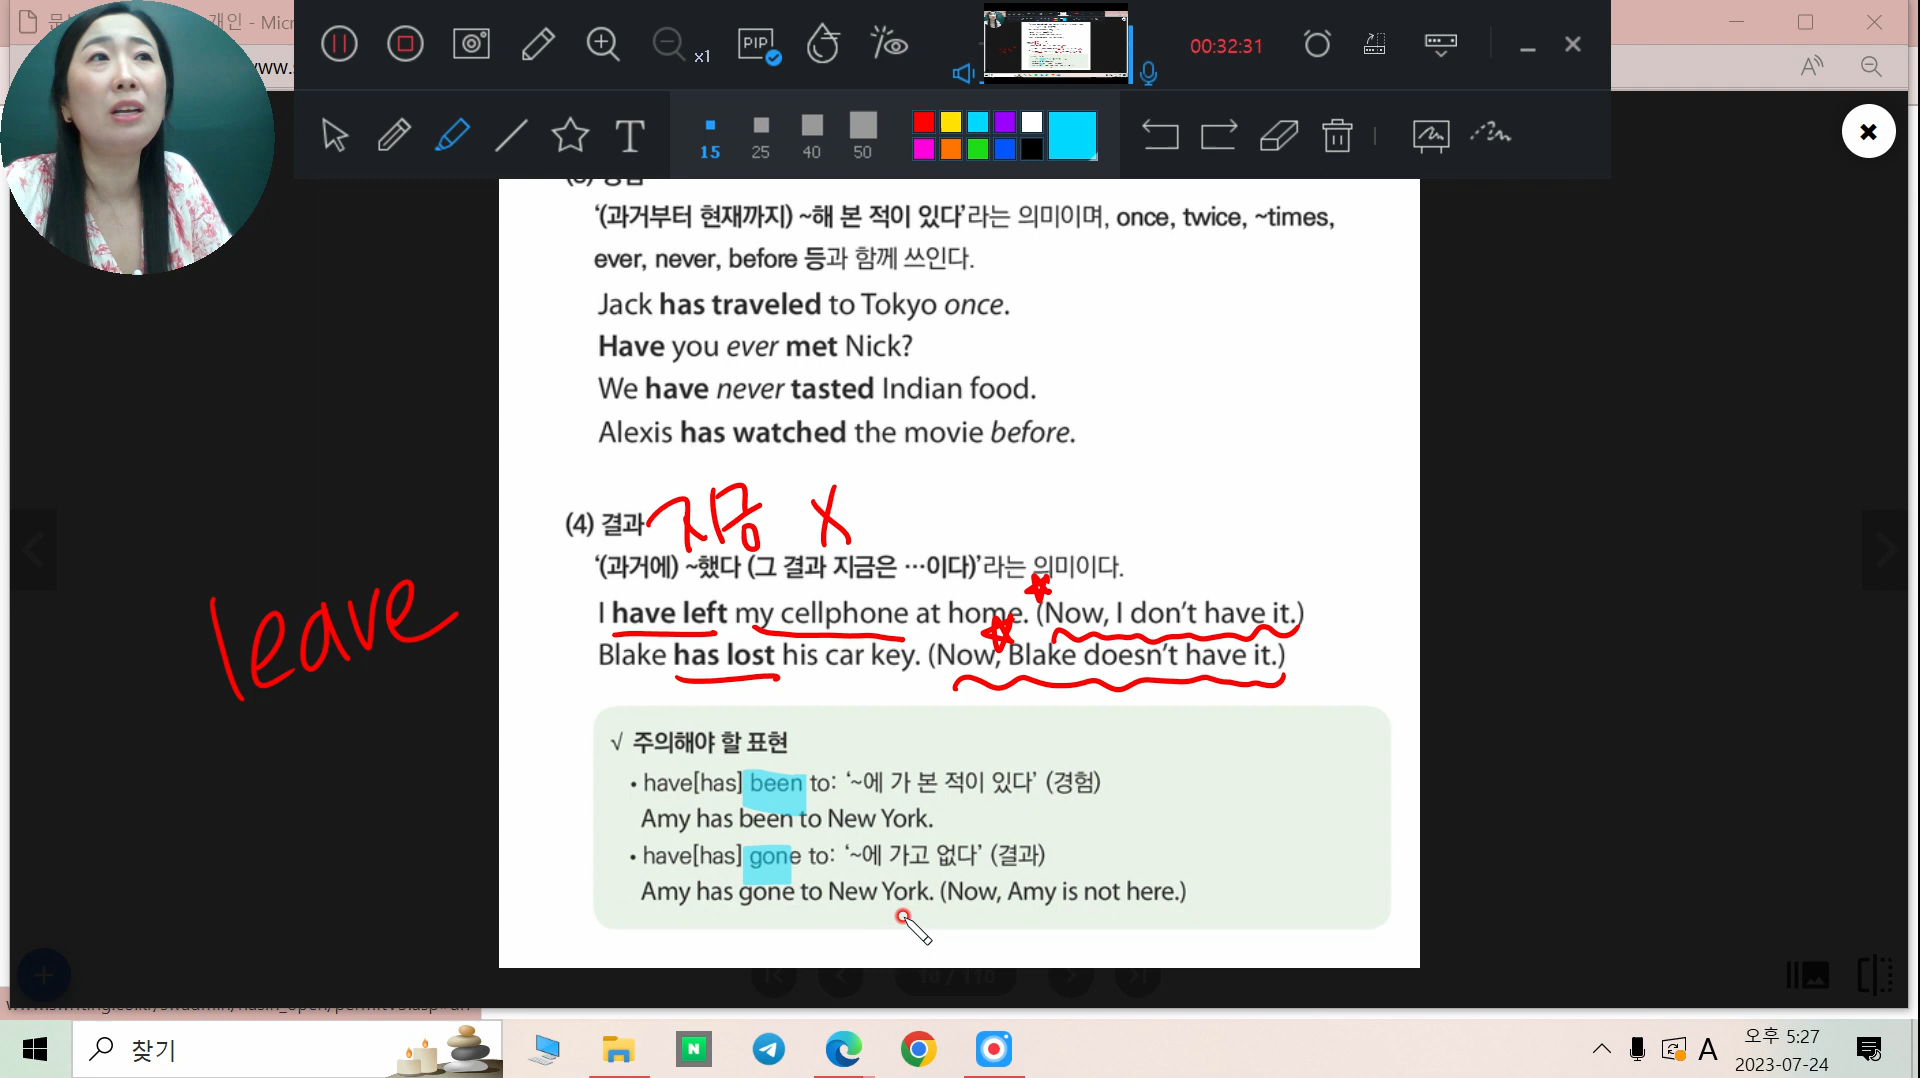 개인 - Mic
www.s
x1
PIP
00:32:31
T
15
25
40
50
‘(과거부터 현재까지) ~해 본 적이 있다’라는 의미이며, once, twice, ~times,
ever, never, before 등과 함께 쓰인다.
Jack has traveled to Tokyo once.
Have you ever met Nick?
We have never tasted Indian food.
Alexis has watched the movie before.
(4) 결과
지금 X
‘(과거에) ~했다 (그 결과 지금은 …이다)’라는 의미이다.
I have left my cellphone at home. (Now, I don’t have it.)
Blake has lost his car key. (Now, Blake doesn’t have it.)
leave
√ 주의해야 할 표현
• have[has] been to: ‘~에 가 본 적이 있다’ (경험)
Amy has been to New York.
• have[has] gone to: ‘~에 가고 없다’ (결과)
Amy has gone to New York. (Now, Amy is not here.)
찾기
N
A
오후 5:27
2023-07-24